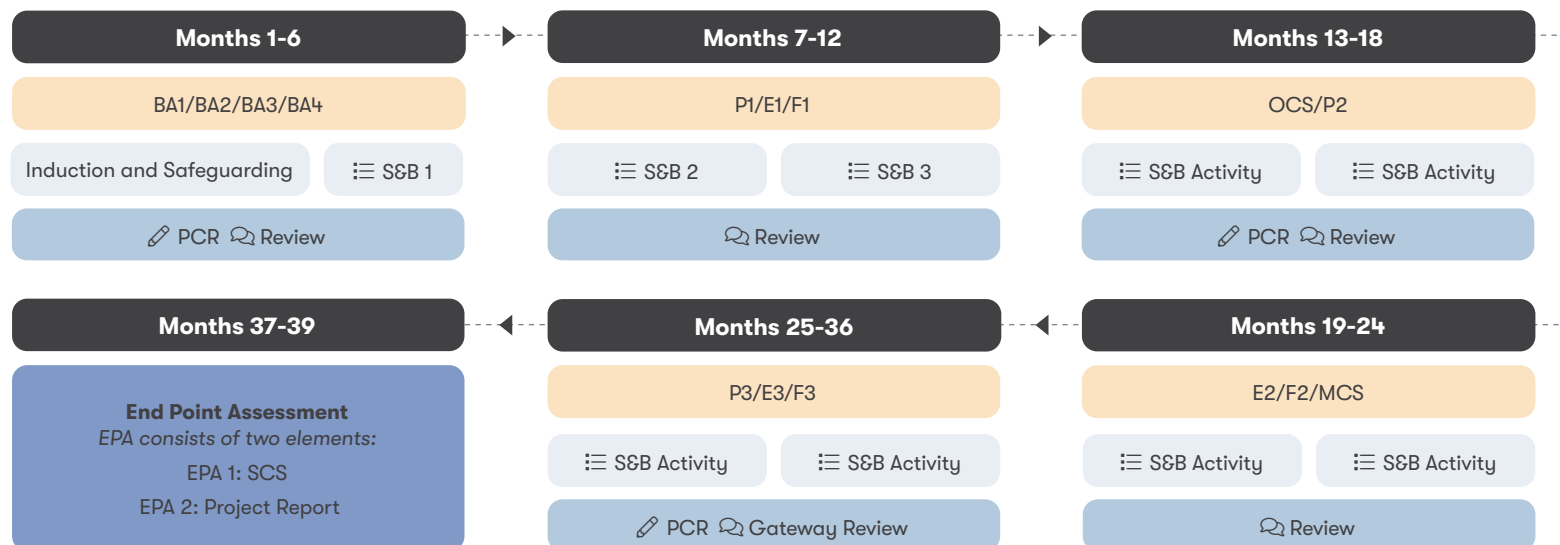 Months 1-6
BA1/BA2/BA3/BA4
Induction and Safeguarding
S&B 1
PCR Review
Months 7-12
P1/E1/F1
S&B 2
S&B 3
Review
Months 13-18
OCS/P2
S&B Activity
S&B Activity
PCR Review
Months 19-24
E2/F2/MCS
S&B Activity
S&B Activity
Review
Months 25-36
P3/E3/F3
S&B Activity
S&B Activity
PCR Gateway Review
Months 37-39
End Point Assessment
EPA consists of two elements:
EPA 1: SCS
EPA 2: Project Report